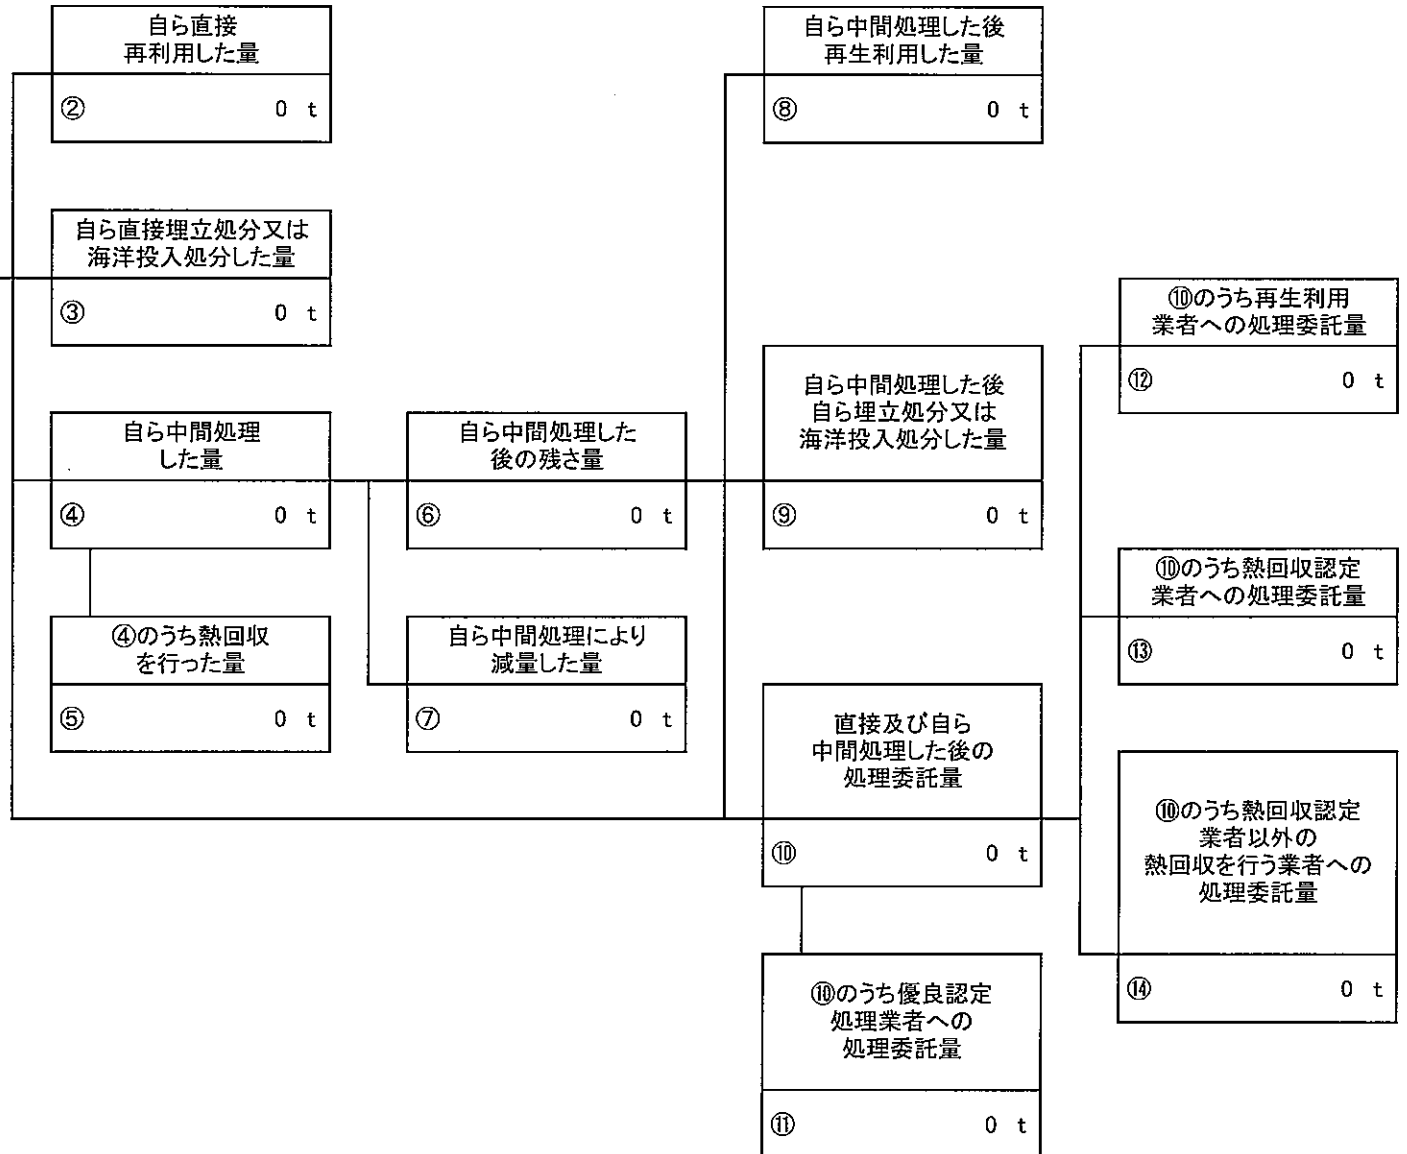 自ら直接
再利用した量
② 0 t
自ら直接埋立処分又は
海洋投入処分した量
③ 0 t
自ら中間処理
した量
④ 0 t
④のうち熱回収
を行った量
⑤ 0 t
自ら中間処理した
後の残さ量
⑥ 0 t
自ら中間処理により
減量した量
⑦ 0 t
自ら中間処理した後
再生利用した量
⑧ 0 t
自ら中間処理した後
自ら埋立処分又は
海洋投入処分した量
⑨ 0 t
直接及び自ら
中間処理した後の
処理委託量
⑩ 0 t
⑩のうち優良認定
処理業者への
処理委託量
⑪ 0 t
⑩のうち再生利用
業者への処理委託量
⑫ 0 t
⑩のうち熱回収認定
業者への処理委託量
⑬ 0 t
⑩のうち熱回収認定
業者以外の
熱回収を行う業者への
処理委託量
⑭ 0 t